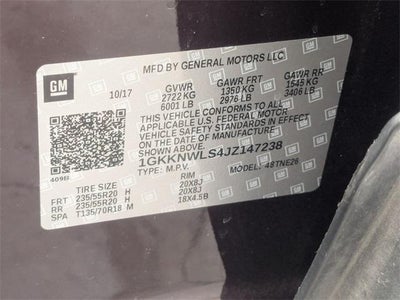 GM
MFD BY GENERAL MOTORS LLC
10/17 GVWR GAWR FRT GAWR RR
2722 KG 1350 KG 1545 KG
6001 LB 2976 LB 3406 LB
THIS VEHICLE CONFORMS TO ALL APPLICABLE
U.S. FEDERAL MOTOR VEHICLE SAFETY
STANDARDS IN EFFECT
ON THE DATE OF MANUFACTURE
1GKKNWLS4JZ147238
409B TYPE: M.P.V. MODEL: 4BTNE26
TIRE SIZE RIM
FRT 235/55R20 H 20X8J
RR 235/55R20 H 20X8J
SPA T135/70R18 M 18X4.5B